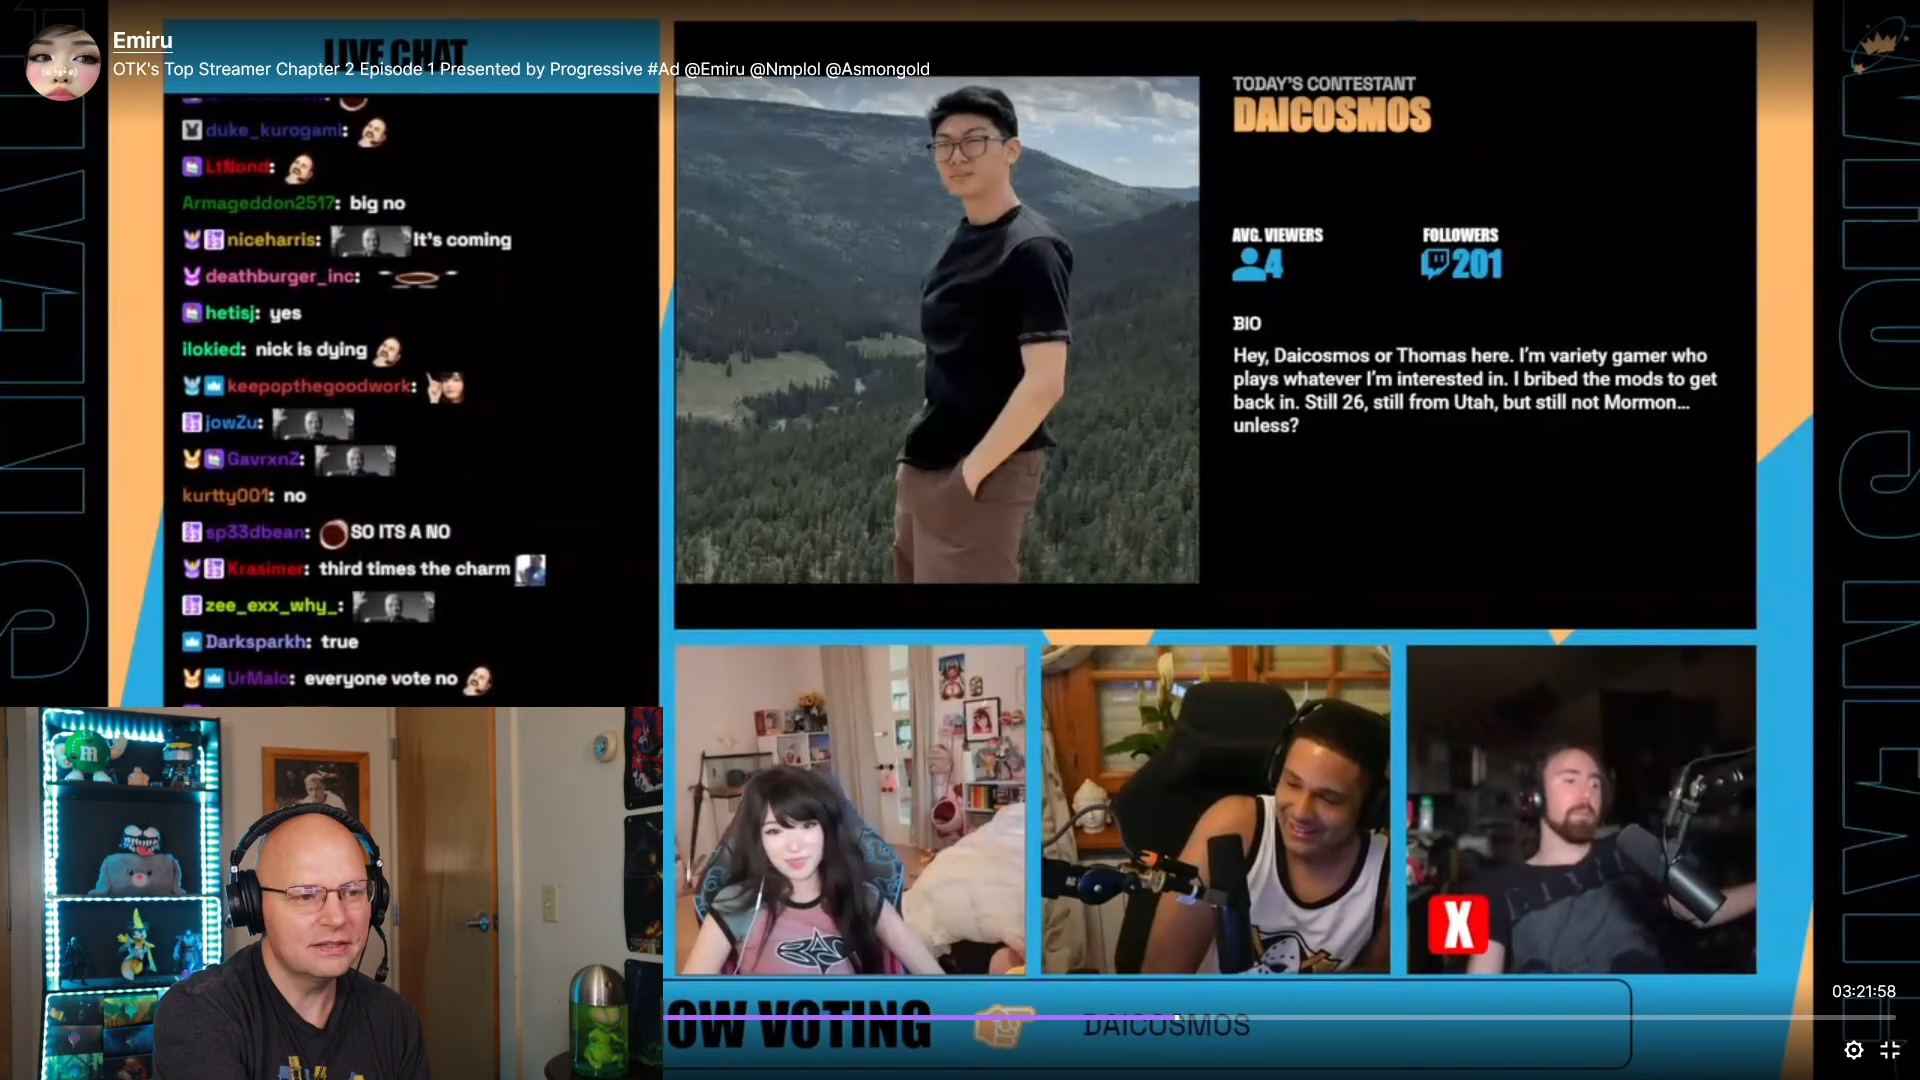 Emiru
OTK's Top Streamer Chapter 2 Episode 1 Presented by Progressive #Ad @Emiru @Nmplol @Asmongold
LIVE CHAT
duke_kurogami:
LtNond:
Armageddon2517: big no
niceharris: It's coming
deathburger_inc:
hetisj: yes
ilokied: nick is dying
keepopthegoodwork:
jowZu:
GavrxnZ:
kurtty001: no
sp33dbean: SO ITS A NO
Krasimer: third times the charm
zee_exx_why_:
Darksparkh: true
UrMalo: everyone vote no
TODAY'S CONTESTANT
DAICOSMOS
AVG. VIEWERS
4
FOLLOWERS
201
BIO
Hey, Daicosmos or Thomas here. I'm variety gamer who
plays whatever I'm interested in. I bribed the mods to get
back in. Still 26, still from Utah, but still not Mormon...
unless?
X
OW VOTING
DAICOSMOS
03:21:58